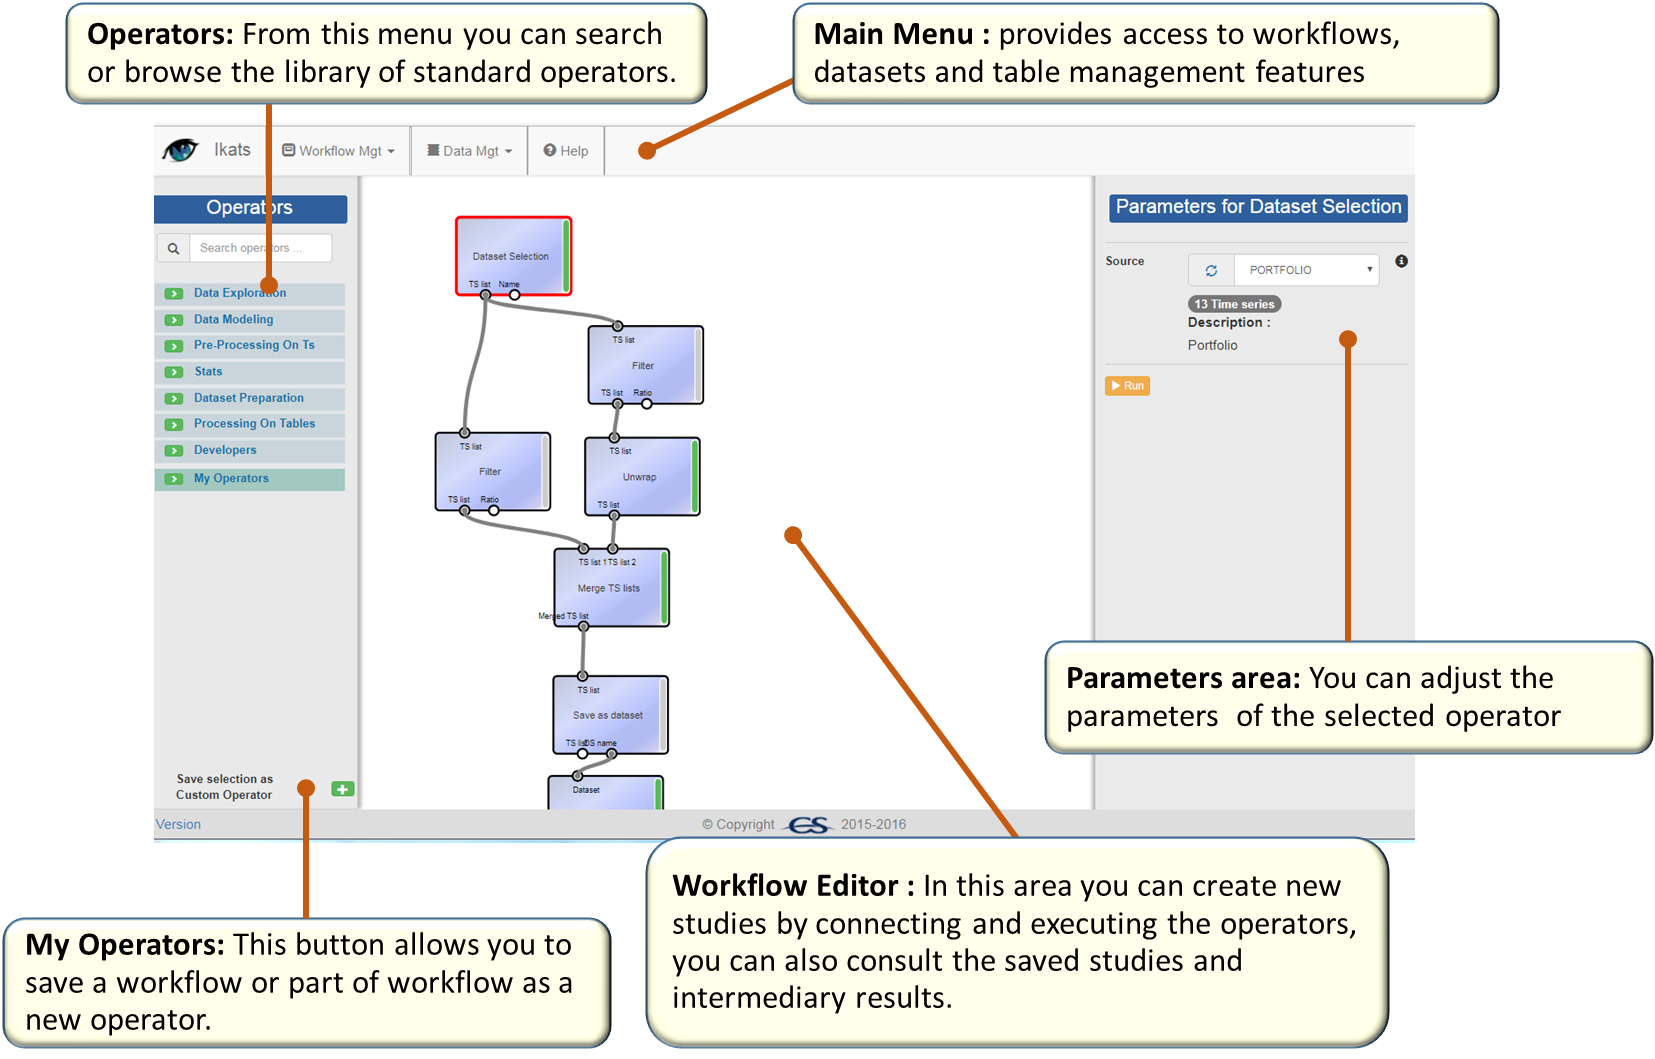 Operators: From this menu you can search
or browse the library of standard operators.
Main Menu : provides access to workflows,
datasets and table management features
Ikats
Workflow Mgt
Data Mgt
Help
Operators
Search operators ...
Data Exploration
Data Modeling
Pre-Processing On Ts
Stats
Dataset Preparation
Processing On Tables
Developers
My Operators
Save selection as
Custom Operator
Dataset Selection
TS list Name
TS list
Filter
TS list Ratio
TS list
Filter
TS list Ratio
TS list
Unwrap
TS list
TS list 1 TS list 2
Merge TS lists
Merged TS list
TS list
Save as dataset
TS list DS name
Dataset
Parameters for Dataset Selection
Source
PORTFOLIO
13 Time series
Description :
Portfolio
Run
Parameters area: You can adjust the
parameters of the selected operator
Version
© Copyright CS 2015-2016
Workflow Editor : In this area you can create new
studies by connecting and executing the operators,
you can also consult the saved studies and
intermediary results.
My Operators: This button allows you to
save a workflow or part of workflow as a
new operator.